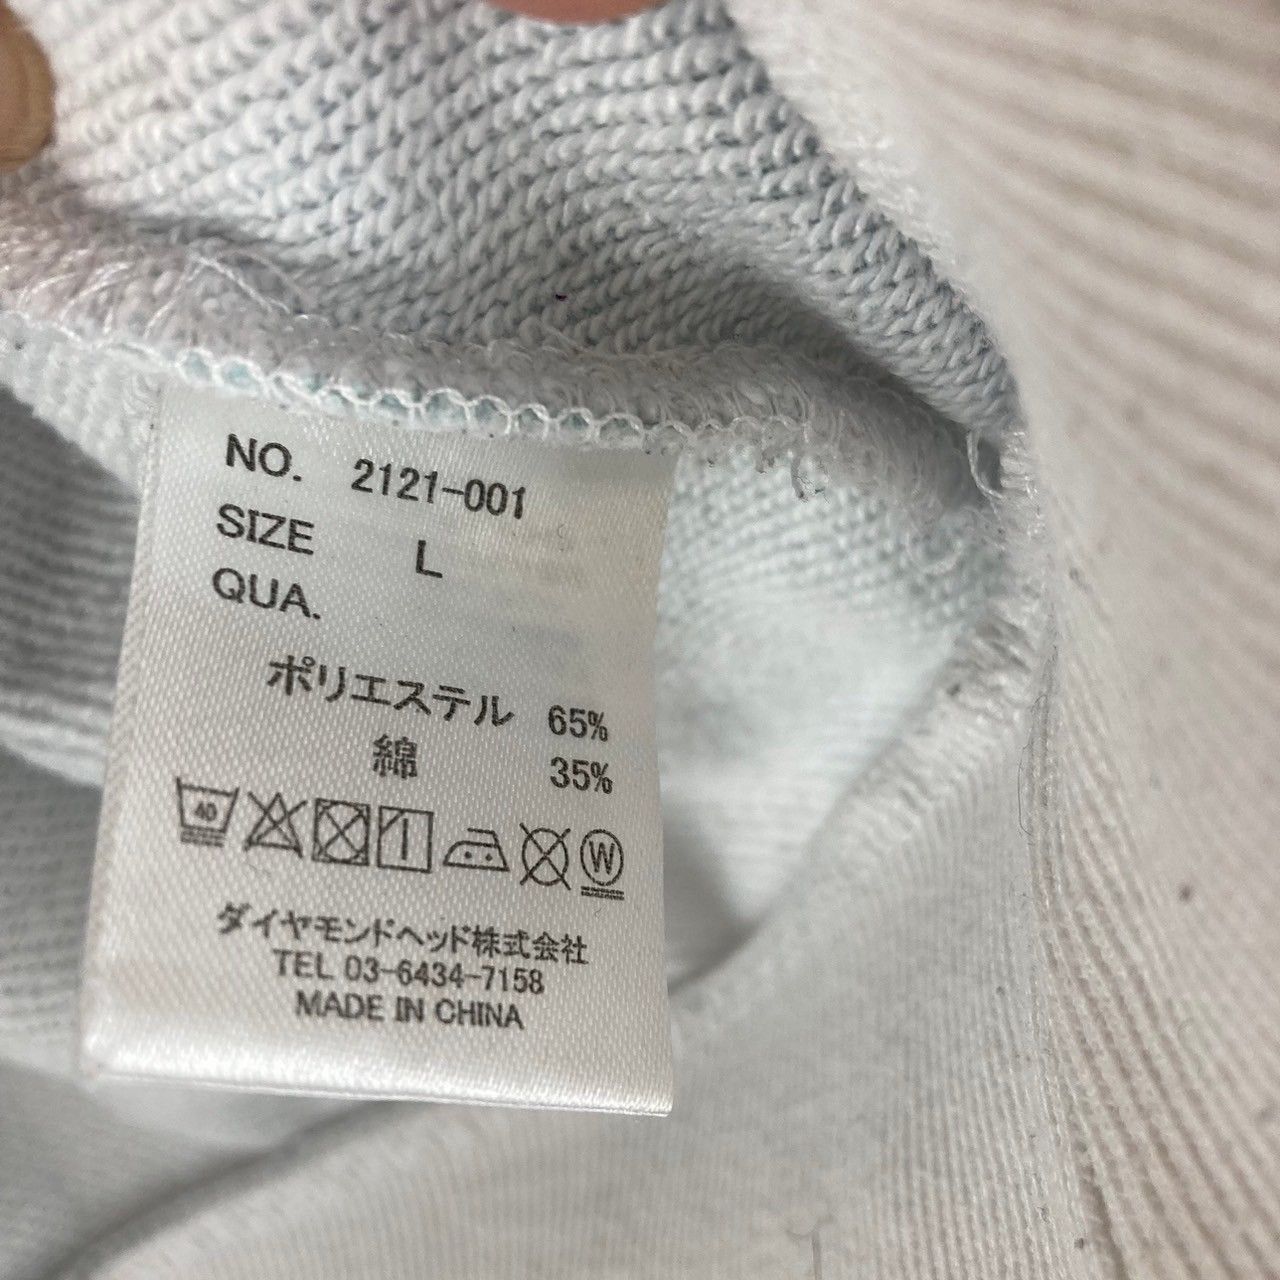 NO. 2121-001
SIZE L
QUA.
ポリエステル 65%
綿 35%
40 W
ダイヤモンドヘッド株式会社
TEL 03-6434-7158
MADE IN CHINA